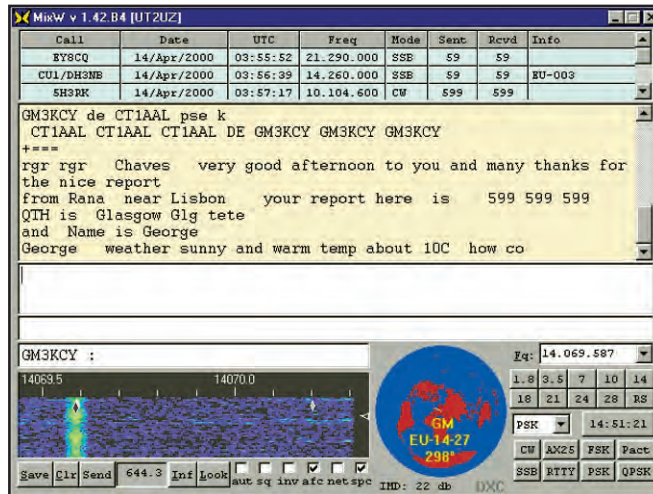 MixW v 1.42.B4 [UT2UZ]
Call Date UTC Freq Mode Sent Rcvd Info
EY8CQ 14/Apr/2000 03:55:52 21.290.000 SSB 59 59
CU1/DH3NB 14/Apr/2000 03:56:39 14.260.000 SSB 59 59 EU-003
5H3RK 14/Apr/2000 03:57:17 10.104.600 CW 599 599
GM3KCY de CT1AAL pse k
CT1AAL CT1AAL CT1AAL DE GM3KCY GM3KCY GM3KCY
+===
rgr rgr Chaves very good afternoon to you and many thanks for
the nice report
from Rana near Lisbon your report here is 599 599 599
QTH is Glasgow Glg tete
and Name is George
George weather sunny and warm temp about 10C how co
GM3KCY :
Fq: 14.069.587
14069.5 14070.0
1.8 3.5 7 10 14
18 21 24 28 RS
GM
EU-14-27
298°
PSK 14:51:21
CW AX25 FSK Pact
SSB RTTY PSK QPSK
Save Clr Send 644.3 Inf Look aut sq inv afc net spc
IMD: 22 db DXC